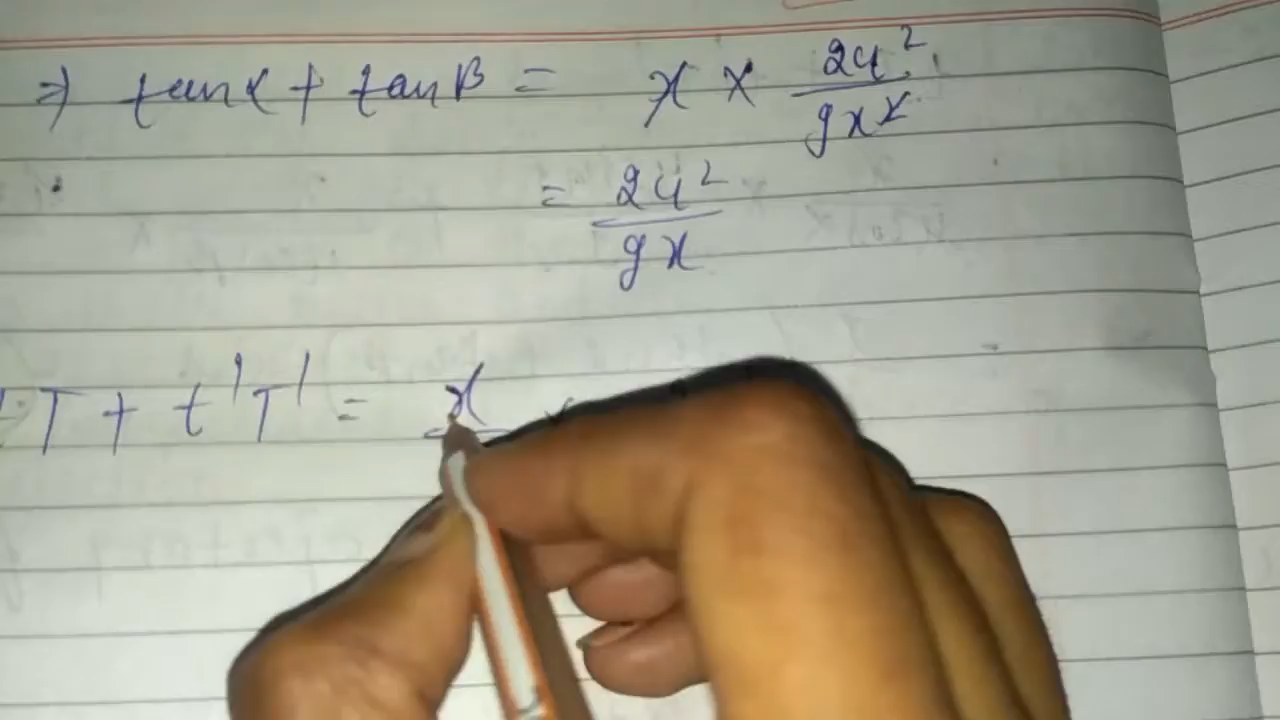 ⇒ tanα + tanβ = x × 2u² / gx²
= 2u² / gx
T + t'T' = x